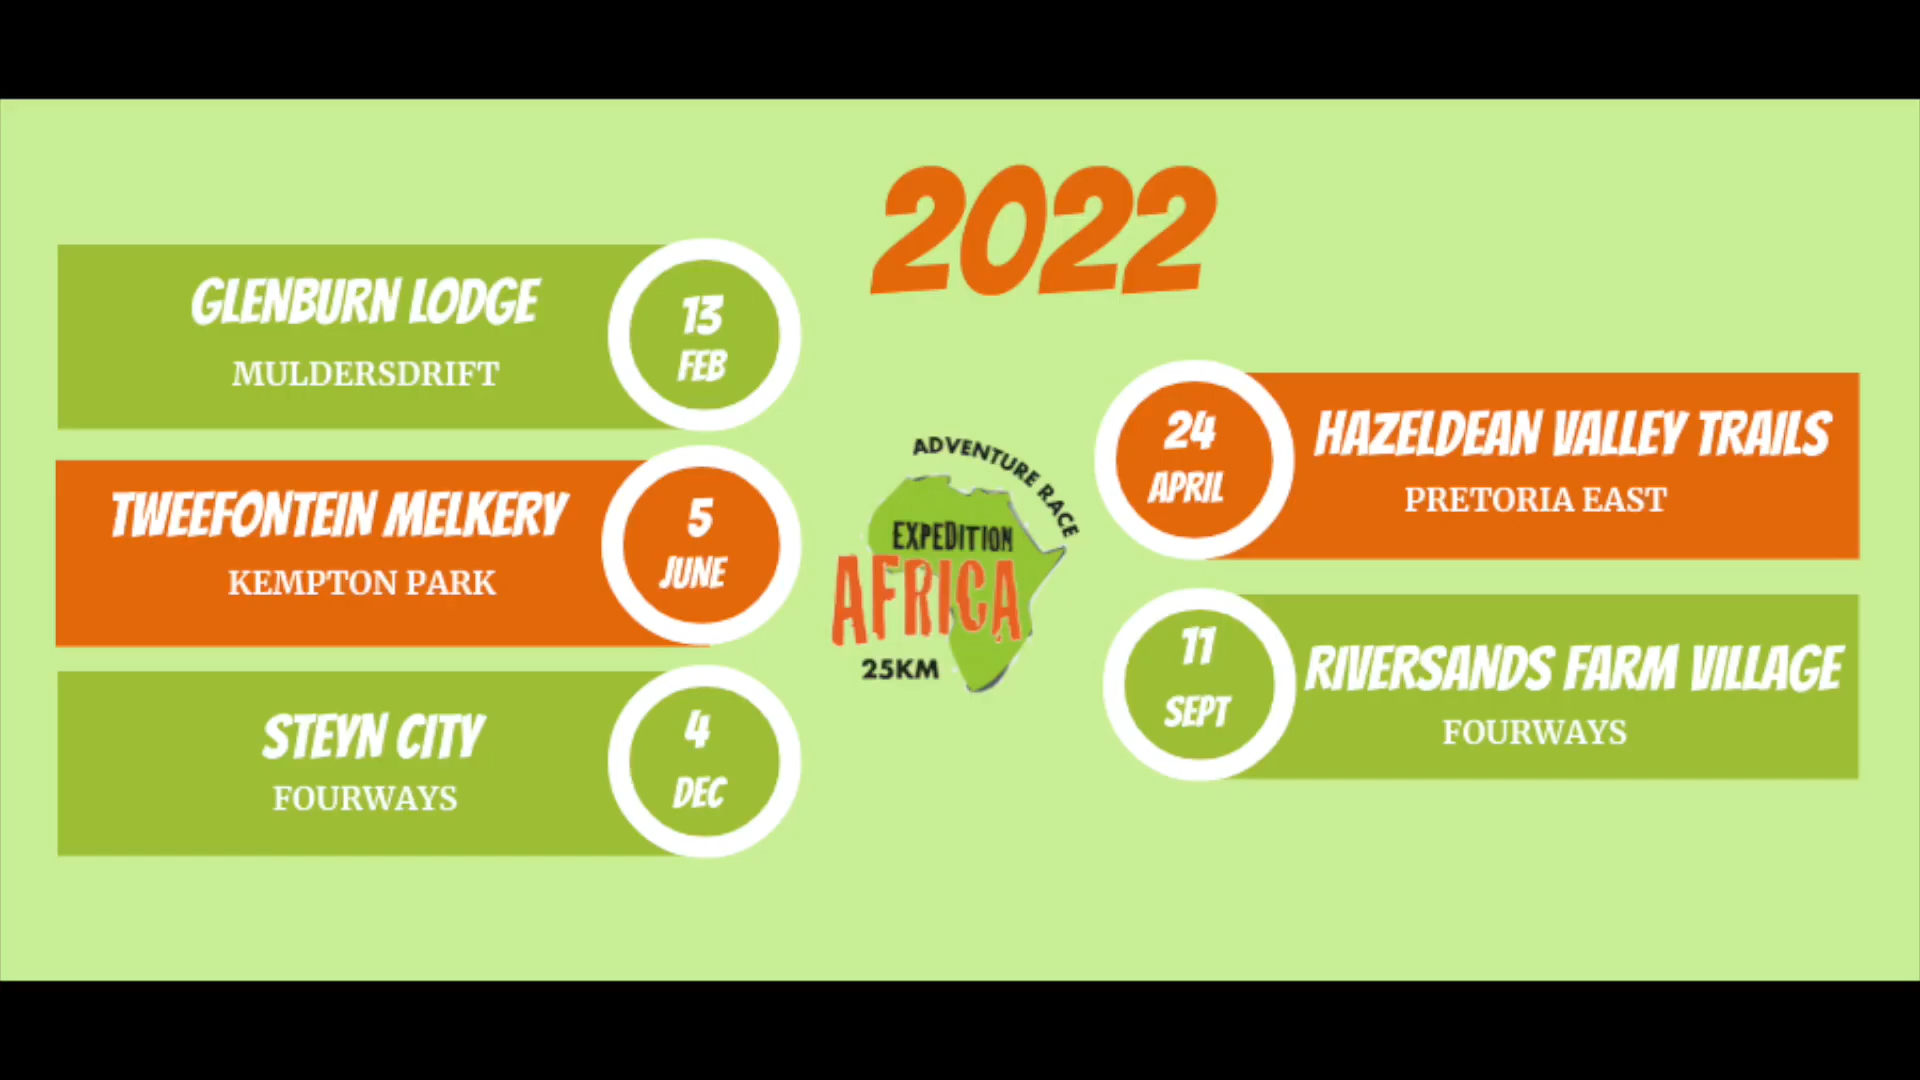 2022
GLENBURN LODGE
MULDERSDRIFT
13
FEB
TWEEFONTEIN MELKERY
KEMPTON PARK
5
JUNE
STEYN CITY
FOURWAYS
4
DEC
ADVENTURE RACE
EXPEDITION
AFRICA
25KM
24
APRIL
HAZELDEAN VALLEY TRAILS
PRETORIA EAST
11
SEPT
RIVERSANDS FARM VILLAGE
FOURWAYS